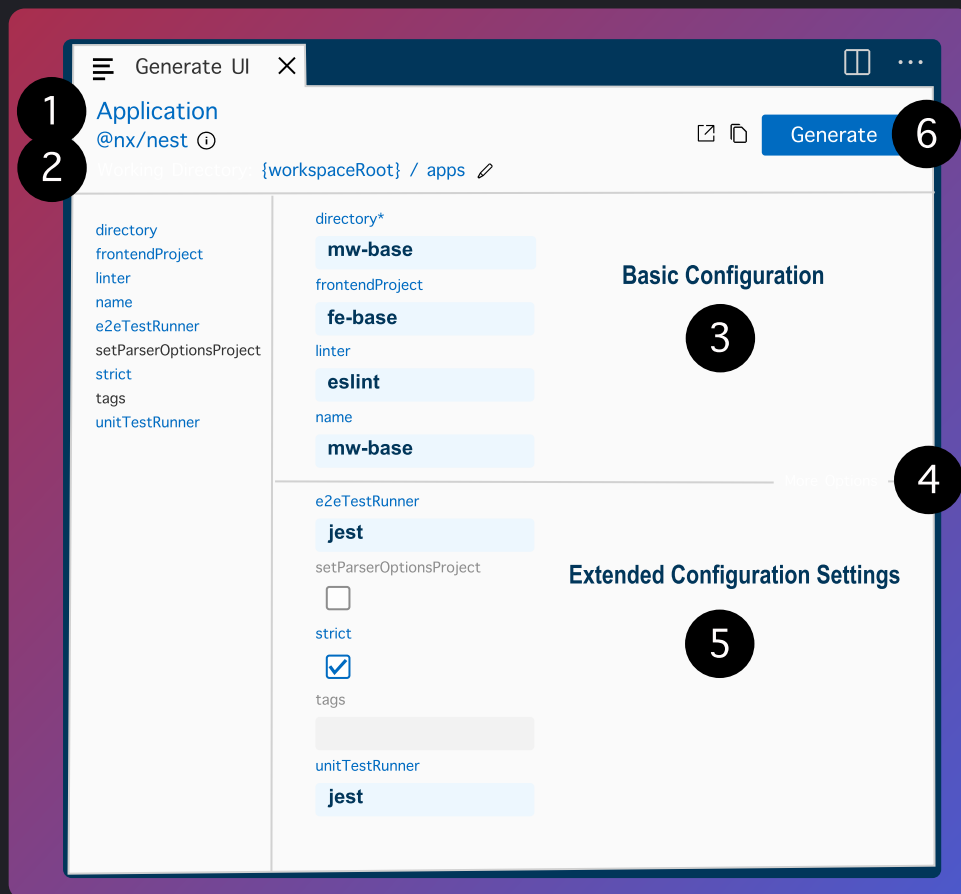 Generate UI
1 Application
@nx/nest
Generate 6
2 Working Directory: {workspaceRoot} / apps
directory
frontendProject
linter
name
e2eTestRunner
setParserOptionsProject
strict
tags
unitTestRunner
directory*
mw-base
frontendProject
fe-base
linter
eslint
name
mw-base
Basic Configuration
3
4
e2eTestRunner
jest
setParserOptionsProject
strict
tags
unitTestRunner
jest
Extended Configuration Settings
5